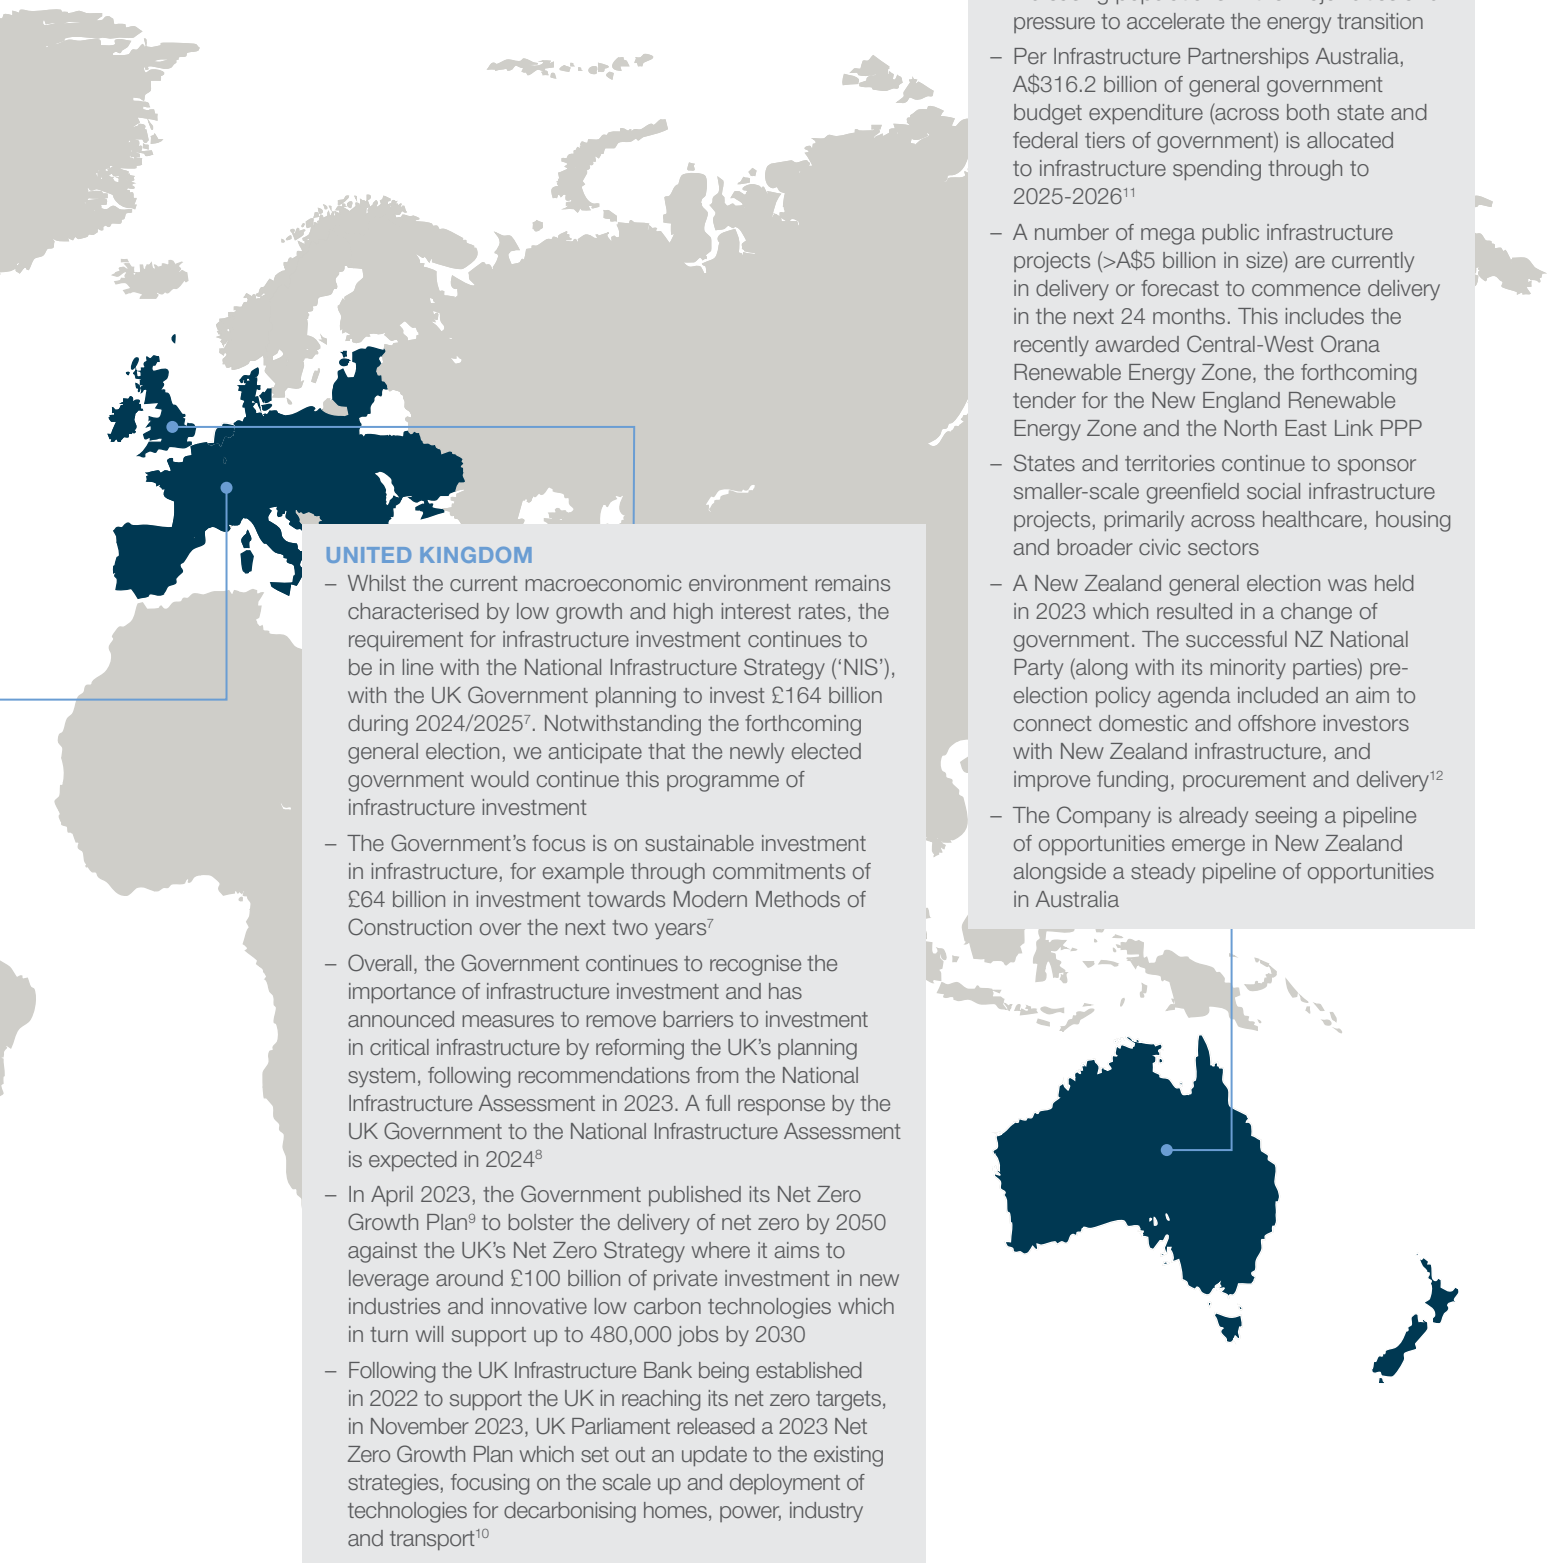 pressure to accelerate the energy transition
– Per Infrastructure Partnerships Australia,
A$316.2 billion of general government
budget expenditure (across both state and
federal tiers of government) is allocated
to infrastructure spending through to
2025-2026¹¹
– A number of mega public infrastructure
projects (>A$5 billion in size) are currently
in delivery or forecast to commence delivery
in the next 24 months. This includes the
recently awarded Central-West Orana
Renewable Energy Zone, the forthcoming
tender for the New England Renewable
Energy Zone and the North East Link PPP
– States and territories continue to sponsor
smaller-scale greenfield social infrastructure
projects, primarily across healthcare, housing
and broader civic sectors
– A New Zealand general election was held
in 2023 which resulted in a change of
government. The successful NZ National
Party (along with its minority parties) pre-
election policy agenda included an aim to
connect domestic and offshore investors
with New Zealand infrastructure, and
improve funding, procurement and delivery¹²
– The Company is already seeing a pipeline
of opportunities emerge in New Zealand
alongside a steady pipeline of opportunities
in Australia
UNITED KINGDOM
– Whilst the current macroeconomic environment remains
characterised by low growth and high interest rates, the
requirement for infrastructure investment continues to
be in line with the National Infrastructure Strategy (‘NIS’),
with the UK Government planning to invest £164 billion
during 2024/2025⁷. Notwithstanding the forthcoming
general election, we anticipate that the newly elected
government would continue this programme of
infrastructure investment
– The Government’s focus is on sustainable investment
in infrastructure, for example through commitments of
£64 billion in investment towards Modern Methods of
Construction over the next two years⁷
– Overall, the Government continues to recognise the
importance of infrastructure investment and has
announced measures to remove barriers to investment
in critical infrastructure by reforming the UK’s planning
system, following recommendations from the National
Infrastructure Assessment in 2023. A full response by the
UK Government to the National Infrastructure Assessment
is expected in 2024⁸
– In April 2023, the Government published its Net Zero
Growth Plan⁹ to bolster the delivery of net zero by 2050
against the UK’s Net Zero Strategy where it aims to
leverage around £100 billion of private investment in new
industries and innovative low carbon technologies which
in turn will support up to 480,000 jobs by 2030
– Following the UK Infrastructure Bank being established
in 2022 to support the UK in reaching its net zero targets,
in November 2023, UK Parliament released a 2023 Net
Zero Growth Plan which set out an update to the existing
strategies, focusing on the scale up and deployment of
technologies for decarbonising homes, power, industry
and transport¹⁰